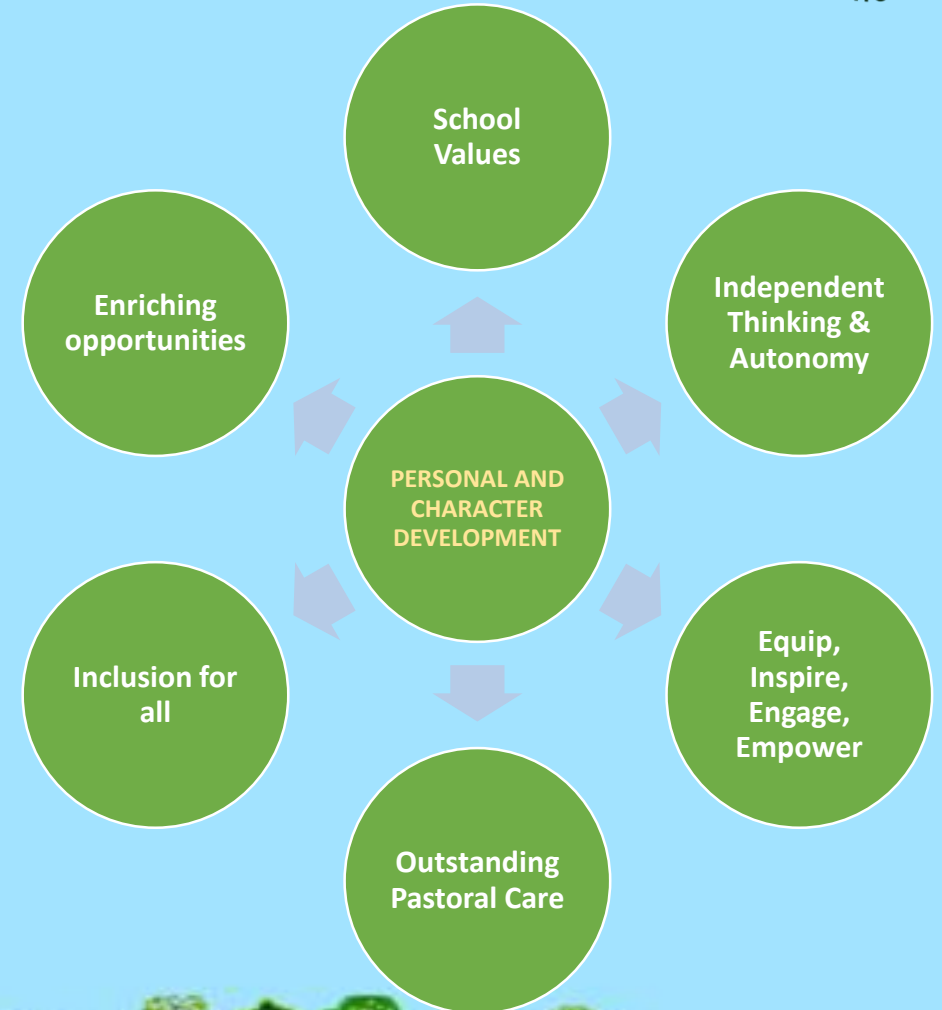 School
Values
Enriching
opportunities
Independent
Thinking &
Autonomy
PERSONAL AND
CHARACTER
DEVELOPMENT
Inclusion for
all
Equip,
Inspire,
Engage,
Empower
Outstanding
Pastoral Care